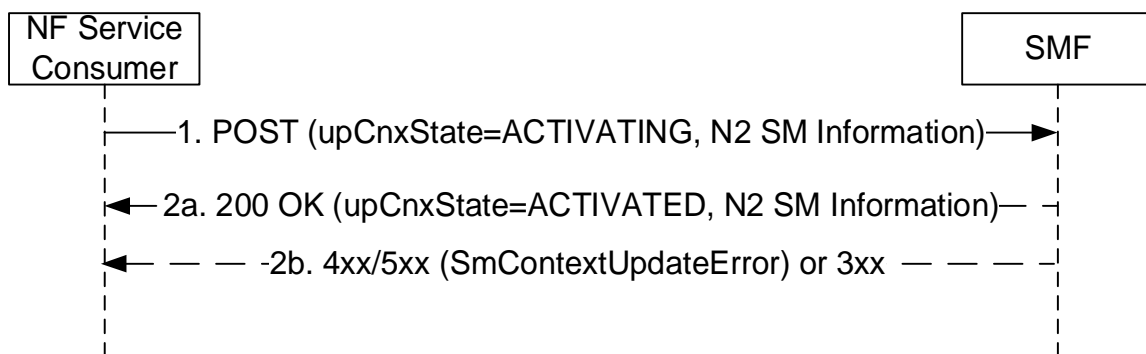 NF Service
Consumer
SMF
1. POST (upCnxState=ACTIVATING, N2 SM Information)
2a. 200 OK (upCnxState=ACTIVATED, N2 SM Information)
2b. 4xx/5xx (SmContextUpdateError) or 3xx